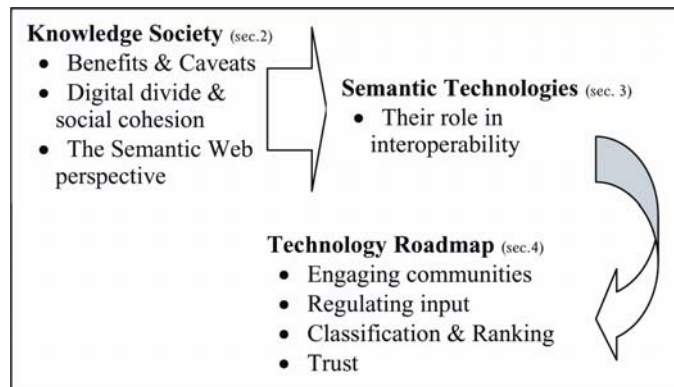 Knowledge Society (sec.2)
• Benefits & Caveats
• Digital divide &
social cohesion
• The Semantic Web
perspective
Semantic Technologies (sec. 3)
• Their role in
interoperability
Technology Roadmap (sec.4)
• Engaging communities
• Regulating input
• Classification & Ranking
• Trust